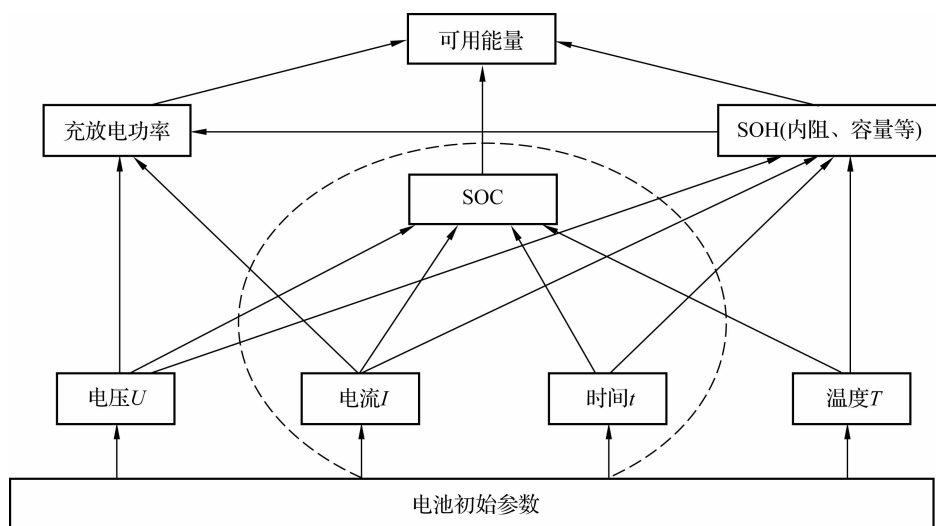 可用能量
充放电功率
SOH(内阻、容量等)
SOC
电压U
电流I
时间t
温度T
电池初始参数